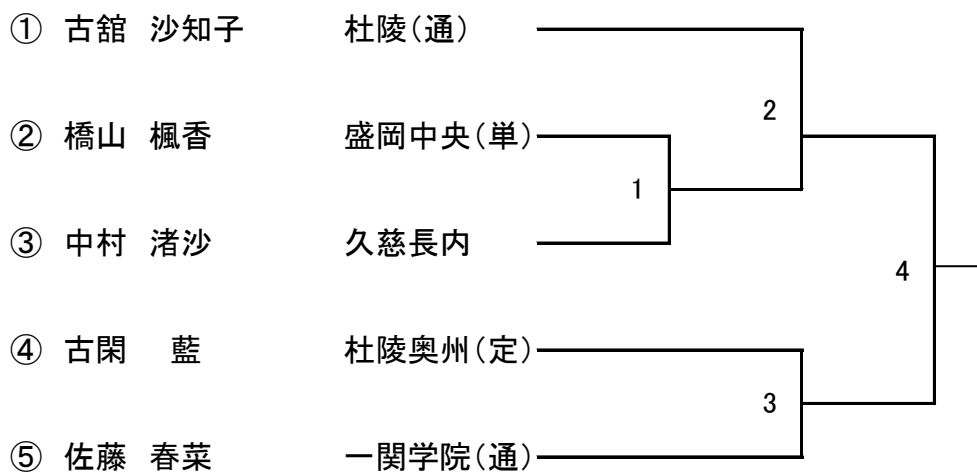 ① 古舘 沙知子 杜陵(通)
2
② 橋山 楓香 盛岡中央(単)
1
③ 中村 渚沙 久慈長内
4
④ 古閑 藍 杜陵奥州(定)
3
⑤ 佐藤 春菜 一関学院(通)